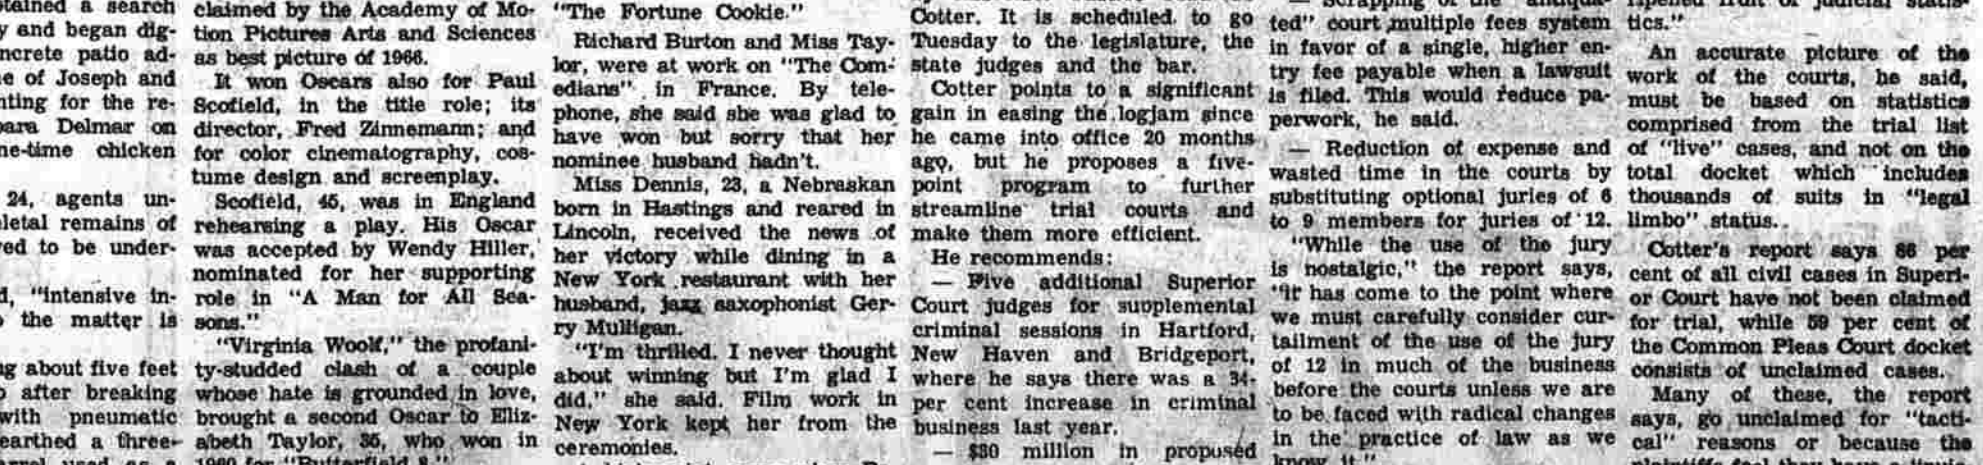 tained a search
y and began dig-
ncrete patio ad-
e of Joseph and
nting for the re-
bara Delmar on
ne-time chicken
24, agents un-
letal remains of
ved to be under-
d, "intensive in-
the matter is
ng about five feet
after breaking
with pneumatic
earthed a three-
claimed by the Academy of Mo-
tion Pictures Arts and Sciences
as best picture of 1966.
It won Oscars also for Paul
Scofield, in the title role; its
director, Fred Zinnemann; and
for color cinematography, cos-
tume design and screenplay.
Scofield, 45, was in England
rehearsing a play. His Oscar
was accepted by Wendy Hiller,
nominated for her supporting
role in "A Man for All Sea-
sons."
"Virginia Woolf," the profani-
ty-studded clash of a couple
whose hate is grounded in love,
brought a second Oscar to Eliz-
abeth Taylor, 35, who won in
1960 for "Butterfield 8."
"The Fortune Cookie."
Richard Burton and Miss Tay-
lor, were at work on "The Com-
edians" in France. By tele-
phone, she said she was glad to
have won but sorry that her
nominee husband hadn't.
Miss Dennis, 23, a Nebraskan
born in Hastings and reared in
Lincoln, received the news of
her victory while dining in a
New York restaurant with her
husband, jazz saxophonist Ger-
ry Mulligan.
"I'm thrilled. I never thought
about winning but I'm glad I
did," she said. Film work in
New York kept her from the
ceremonies.
Cotter. It is scheduled to go
Tuesday to the legislature, the
state judges and the bar.
Cotter points to a significant
gain in easing the logjam since
he came into office 20 months
ago, but he proposes a five-
point program to further
streamline trial courts and
make them more efficient.
He recommends:
— Five additional Superior
Court judges for supplemental
criminal sessions in Hartford,
New Haven and Bridgeport,
where he says there was a 34-
per cent increase in criminal
business last year.
— $30 million in proposed
— Scrapping of the antiqua-
ted" court multiple fees system
in favor of a single, higher en-
try fee payable when a lawsuit
is filed. This would reduce pa-
perwork, he said.
— Reduction of expense and
wasted time in the courts by
substituting optional juries of 6
to 9 members for juries of 12.
"While the use of the jury
is nostalgic," the report says,
"it has come to the point where
we must carefully consider cur-
tailment of the use of the jury
of 12 in much of the business
before the courts unless we are
to be faced with radical changes
in the practice of law as we
know it."
ripened fruit of judicial statis-
tics."
An accurate picture of the
work of the courts, he said,
must be based on statistics
comprised from the trial list
of "live" cases, and not on the
total docket which includes
thousands of suits in "legal
limbo" status.
Cotter's report says 86 per
cent of all civil cases in Superi-
or Court have not been claimed
for trial, while 59 per cent of
the Common Pleas Court docket
consists of unclaimed cases.
Many of these, the report
says, go unclaimed for "tacti-
cal" reasons or because the